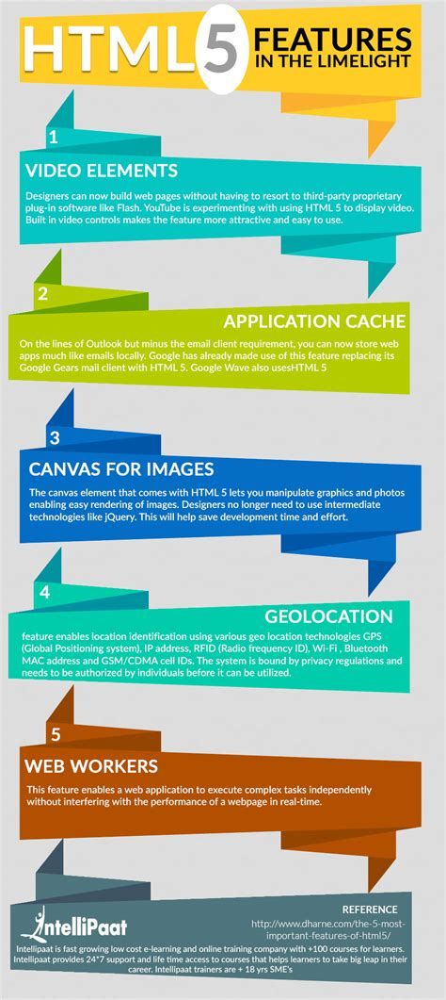 HTML 5 FEATURES
IN THE LIMELIGHT
1
VIDEO ELEMENTS
Designers can now build web pages without having to resort to third-party proprietary
plug-in software like Flash. YouTube is experimenting with using HTML 5 to display video.
Built in video controls makes the feature more attractive and easy to use.
2
APPLICATION CACHE
On the lines of Outlook but minus the email client requirement, you can now store web
apps much like emails locally. Google has already made use of this feature replacing its
Google Gears mail client with HTML 5. Google Wave also usesHTML 5
3
CANVAS FOR IMAGES
The canvas element that comes with HTML 5 lets you manipulate graphics and photos
enabling easy rendering of images. Designers no longer need to use intermediate
technologies like jQuery. This will help save development time and effort.
4
GEOLOCATION
feature enables location identification using various geo location technologies GPS
(Global Positioning system), IP address, RFID (Radio frequency ID), Wi-Fi , Bluetooth
MAC address and GSM/CDMA cell IDs. The system is bound by privacy regulations and
needs to be authorized by individuals before it can be utilized.
5
WEB WORKERS
This feature enables a web application to execute complex tasks independently
without interfering with the performance of a webpage in real-time.
IntelliPaat
REFERENCE
http://www.dharne.com/the-5-most-
important-features-of-html5/
Intellipaat is fast growing low cost e-learning and online training company with +100 courses for learners.
Intellipaat provides 24*7 support and life time access to courses that helps learners to take big leap in their
career. Intellipaat trainers are + 18 yrs SME's